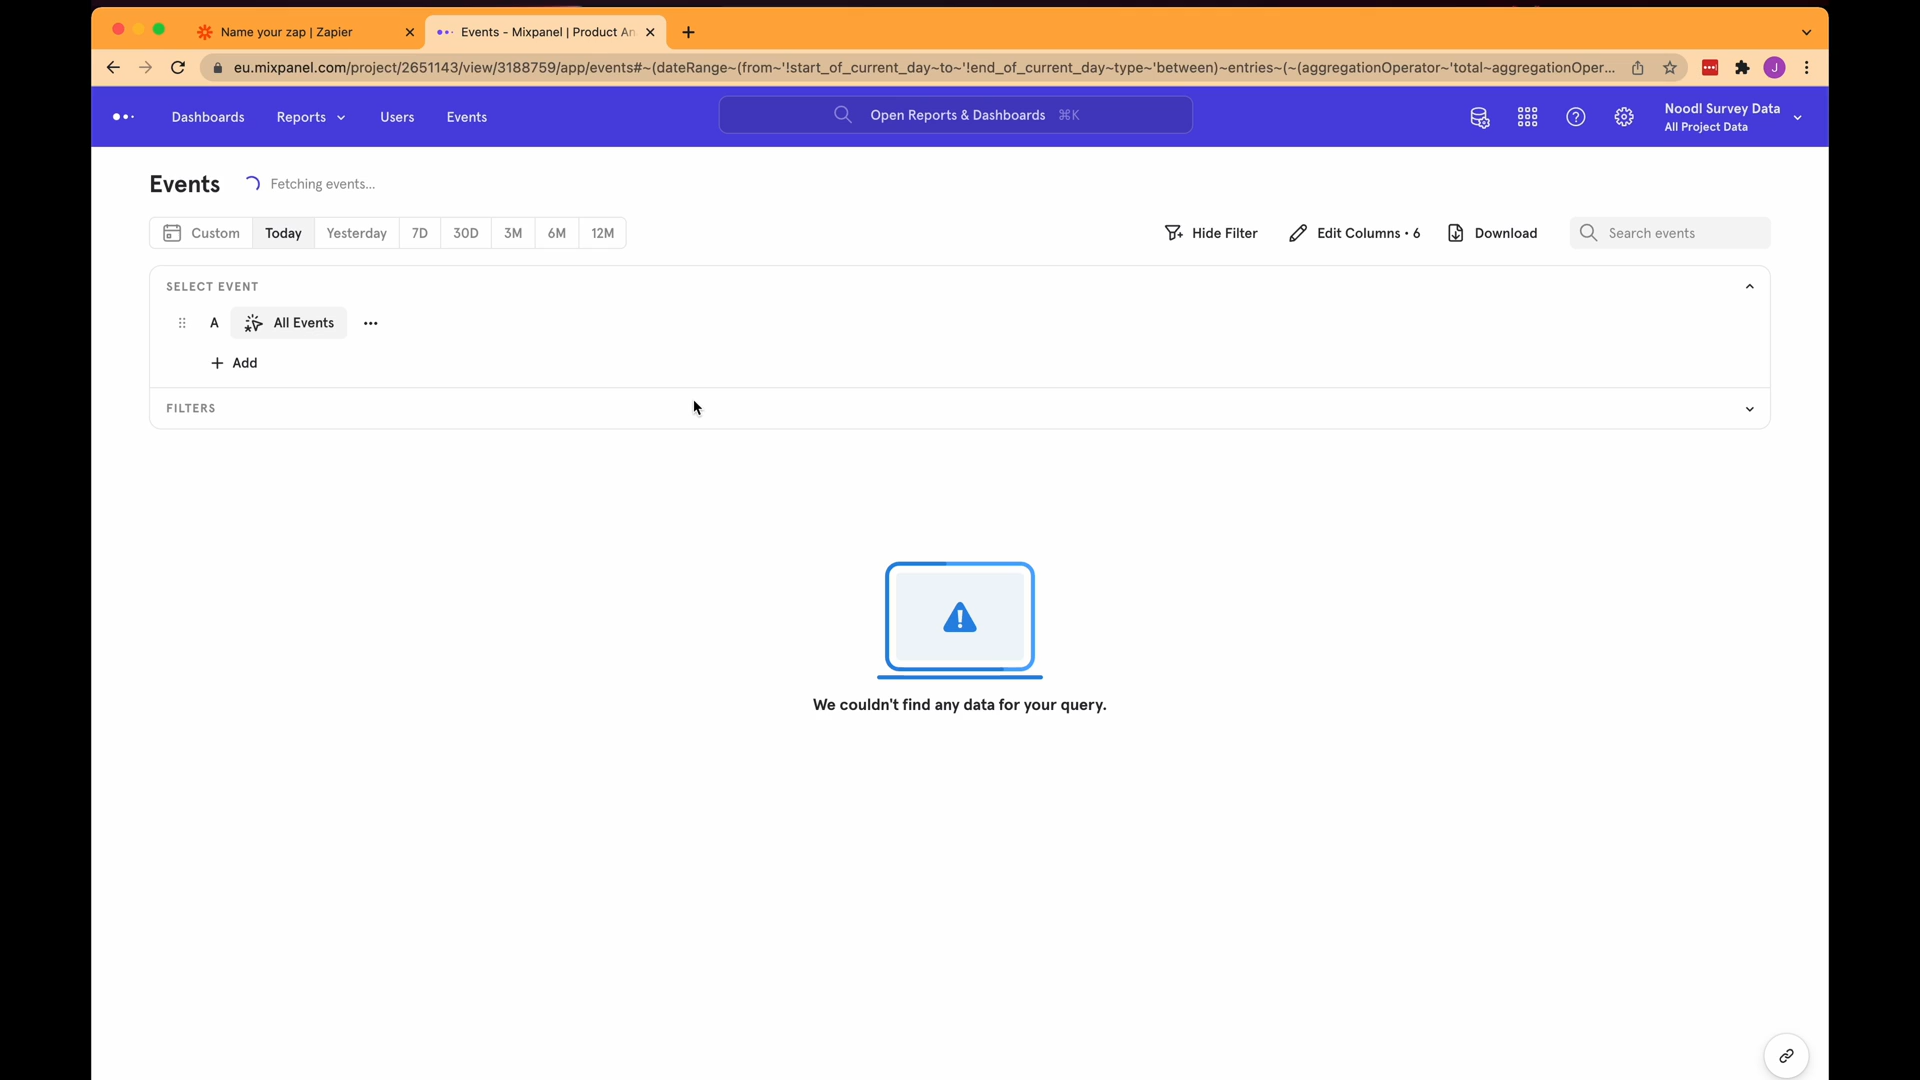 Name your zap | Zapier
Events - Mixpanel | Product An
eu.mixpanel.com/project/2651143/view/3188759/app/events#~(dateRange~(from~'!start_of_current_day~to~'!end_of_current_day~type~'between)~entries~(~(aggregationOperator~'total~aggregationOper...
J
Dashboards
Reports
Users
Events
Open Reports & Dashboards ⌘K
Noodl Survey Data
All Project Data
Events
Fetching events...
Custom
Today
Yesterday
7D
30D
3M
6M
12M
Hide Filter
Edit Columns • 6
Download
Search events
SELECT EVENT
A
All Events
+ Add
FILTERS
We couldn't find any data for your query.